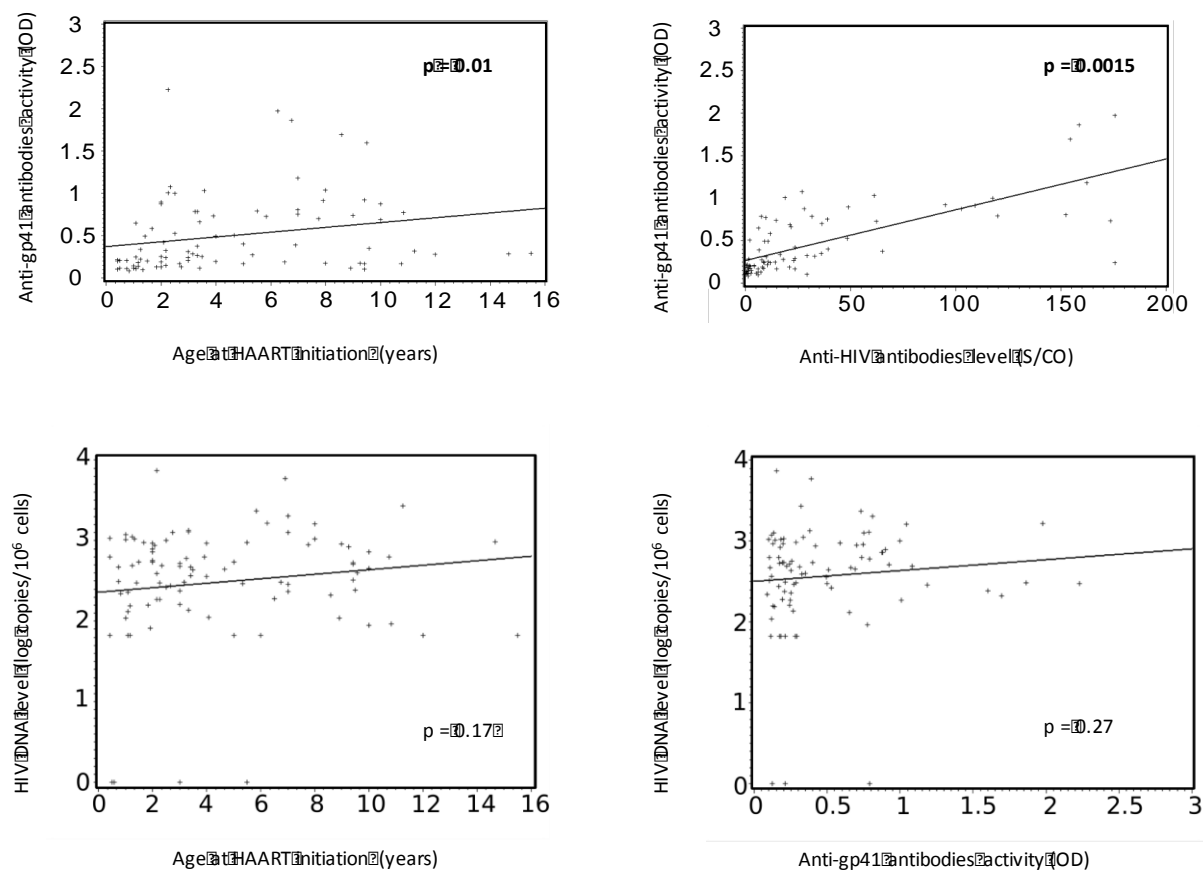 3
2.5
2
1.5
1
0.5
0
Anti-gp41 antibodies activity (OD)
p = 0.01
0 2 4 6 8 10 12 14 16
Age at HAART initiation (years)
3
2.5
2
1.5
1
0.5
0
Anti-gp41 antibodies activity (OD)
p = 0.0015
0 50 100 150 200
Anti-HIV antibodies level (S/CO)
4
3
2
1
0
HIV DNA level (log copies/10⁶ cells)
p = 0.17
0 2 4 6 8 10 12 14 16
Age at HAART initiation (years)
4
3
2
1
0
HIV DNA level (log copies/10⁶ cells)
p = 0.27
0 0.5 1 1.5 2 2.5 3
Anti-gp41 antibodies activity (OD)